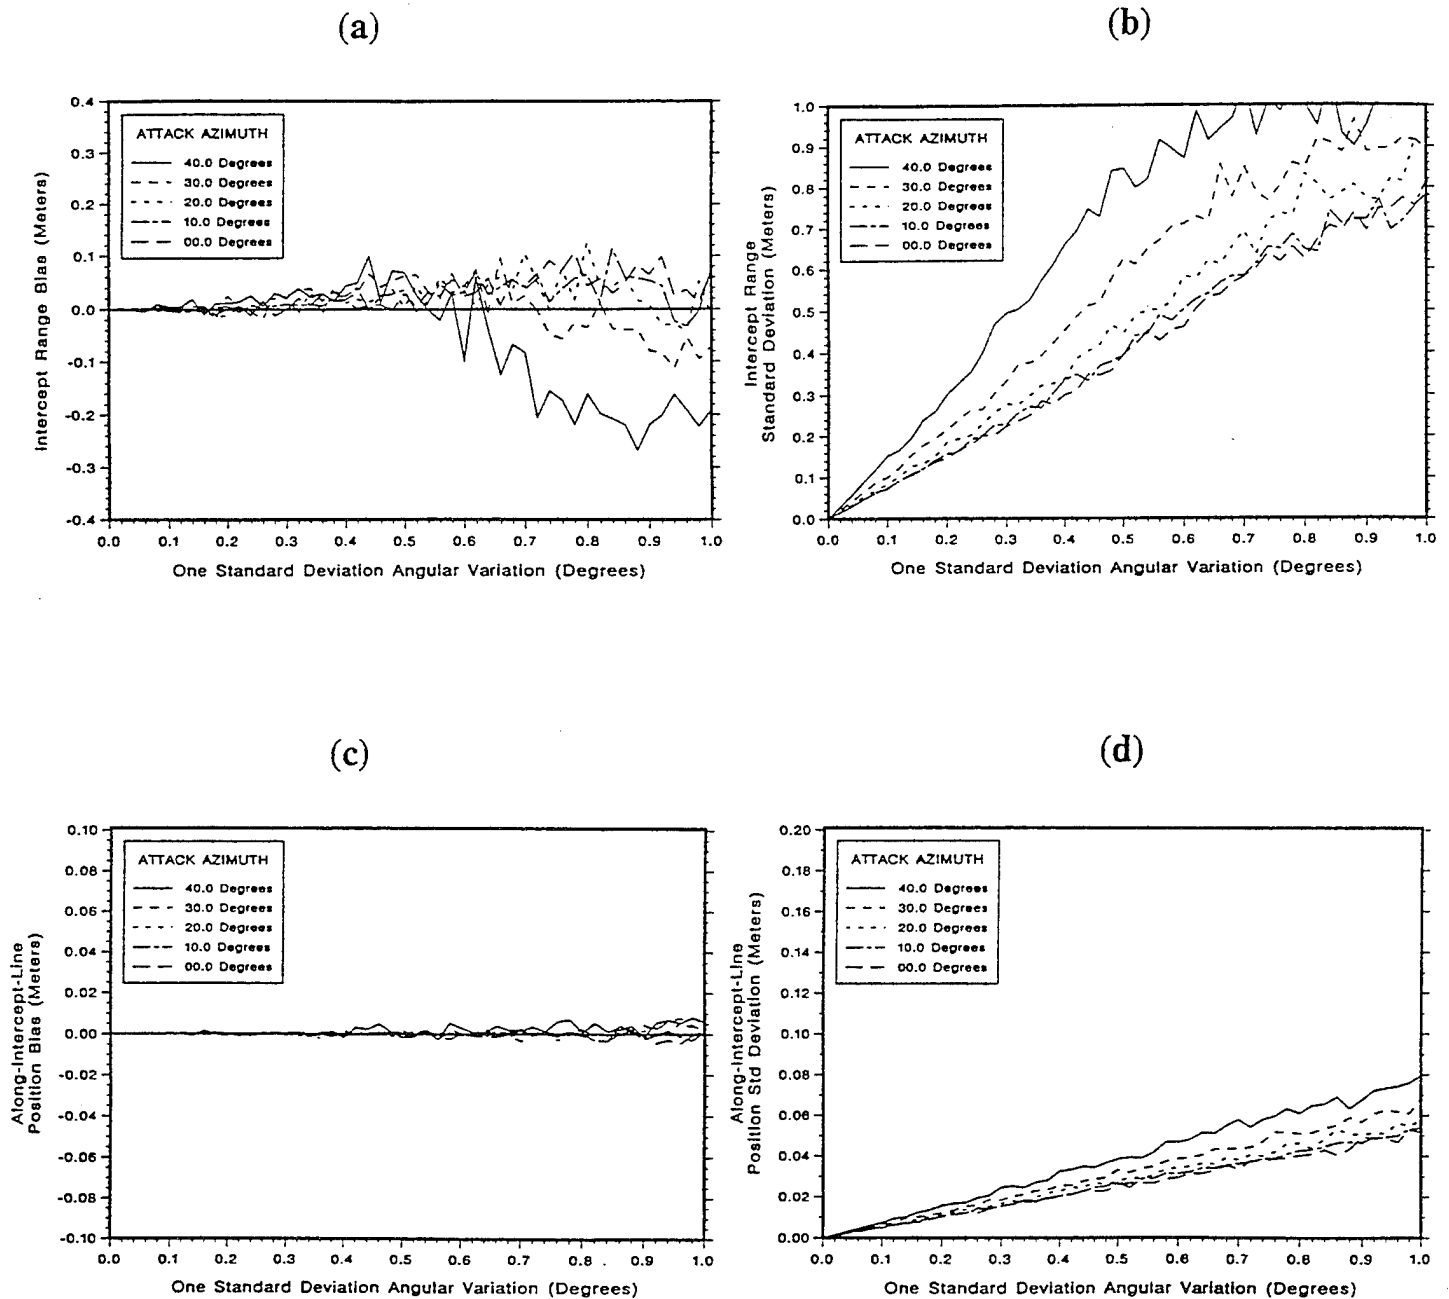 (a)
0.4
0.3
0.2
0.1
0.0
-0.1
-0.2
-0.3
-0.4
Intercept Range Bias (Meters)
ATTACK AZIMUTH
40.0 Degrees
30.0 Degrees
20.0 Degrees
10.0 Degrees
00.0 Degrees
0.0 0.1 0.2 0.3 0.4 0.5 0.6 0.7 0.8 0.9 1.0
One Standard Deviation Angular Variation (Degrees)
(b)
1.0
0.9
0.8
0.7
0.6
0.5
0.4
0.3
0.2
0.1
0.0
Intercept Range
Standard Deviation (Meters)
ATTACK AZIMUTH
40.0 Degrees
30.0 Degrees
20.0 Degrees
10.0 Degrees
00.0 Degrees
0.0 0.1 0.2 0.3 0.4 0.5 0.6 0.7 0.8 0.9 1.0
One Standard Deviation Angular Variation (Degrees)
(c)
0.10
0.08
0.06
0.04
0.02
0.00
-0.02
-0.04
-0.06
-0.08
-0.10
Along-Intercept-Line
Position Bias (Meters)
ATTACK AZIMUTH
40.0 Degrees
30.0 Degrees
20.0 Degrees
10.0 Degrees
00.0 Degrees
0.0 0.1 0.2 0.3 0.4 0.5 0.6 0.7 0.8 0.9 1.0
One Standard Deviation Angular Variation (Degrees)
(d)
0.20
0.18
0.16
0.14
0.12
0.10
0.08
0.06
0.04
0.02
0.00
Along-Intercept-Line
Position Std Deviation (Meters)
ATTACK AZIMUTH
40.0 Degrees
30.0 Degrees
20.0 Degrees
10.0 Degrees
00.0 Degrees
0.0 0.1 0.2 0.3 0.4 0.5 0.6 0.7 0.8 0.9 1.0
One Standard Deviation Angular Variation (Degrees)